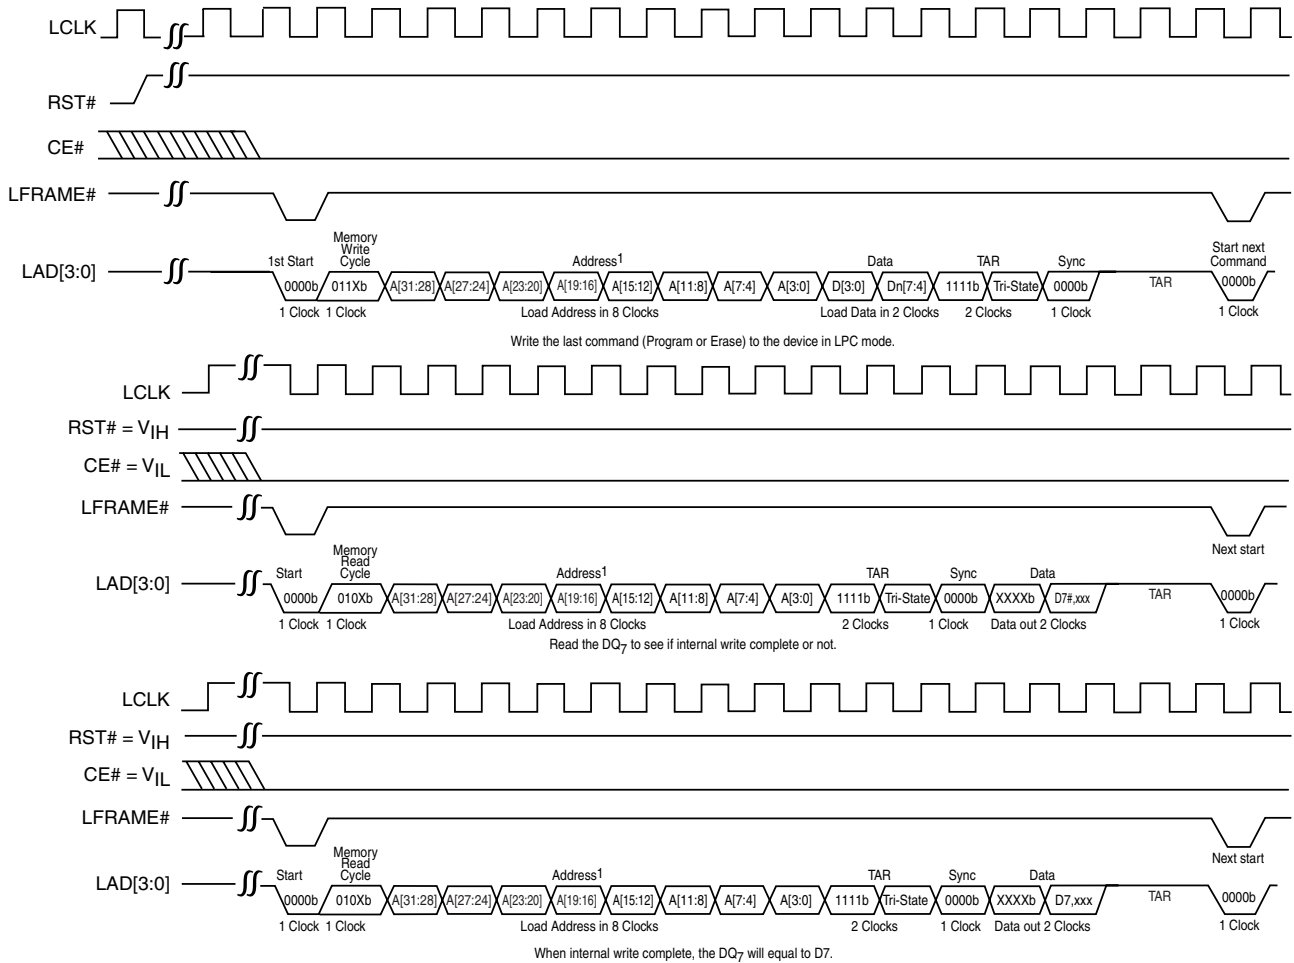 LCLK
RST#
CE#
LFRAME#
Memory
Write
Cycle
1st Start
Address1
Data
TAR
Sync
Start next
Command
LAD[3:0]
0000b 011Xb A[31:28] A[27:24] A[23:20] A[19:16] A[15:12] A[11:8] A[7:4] A[3:0] D[3:0] Dn[7:4] 1111b Tri-State 0000b TAR 0000b
1 Clock 1 Clock Load Address in 8 Clocks Load Data in 2 Clocks 2 Clocks 1 Clock 1 Clock
Write the last command (Program or Erase) to the device in LPC mode.
LCLK
RST# = VIH
CE# = VIL
LFRAME#
Next start
Memory
Read
Cycle
Start
Address1
TAR
Sync
Data
LAD[3:0]
0000b 010Xb A[31:28] A[27:24] A[23:20] A[19:16] A[15:12] A[11:8] A[7:4] A[3:0] 1111b Tri-State 0000b XXXXb D7#,xxx TAR 0000b
1 Clock 1 Clock Load Address in 8 Clocks 2 Clocks 1 Clock Data out 2 Clocks 1 Clock
Read the DQ7 to see if internal write complete or not.
LCLK
RST# = VIH
CE# = VIL
LFRAME#
Next start
Memory
Read
Cycle
Start
Address1
TAR
Sync
Data
LAD[3:0]
0000b 010Xb A[31:28] A[27:24] A[23:20] A[19:16] A[15:12] A[11:8] A[7:4] A[3:0] 1111b Tri-State 0000b XXXXb D7,xxx TAR 0000b
1 Clock 1 Clock Load Address in 8 Clocks 2 Clocks 1 Clock Data out 2 Clocks 1 Clock
When internal write complete, the DQ7 will equal to D7.